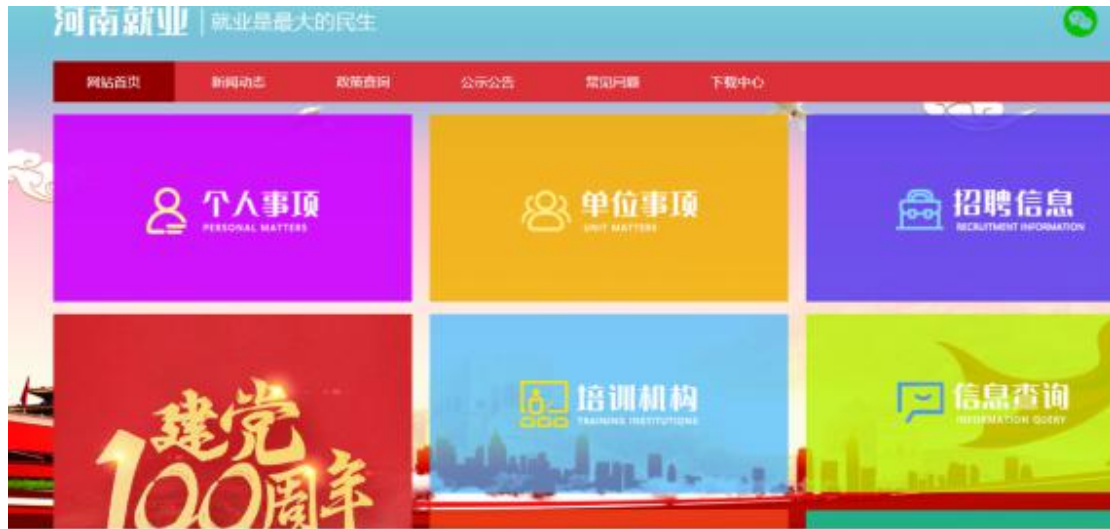 河南就业 | 就业是最大的民生
网站首页 新闻动态 政策查询 公示公告 常见问题 下载中心
个人事项
PERSONAL MATTERS
单位事项
UNIT MATTERS
招聘信息
RECRUITMENT INFORMATION
建党
100周年
培训机构
TRAINING INSTITUTIONS
信息查询
INFORMATION QUERY